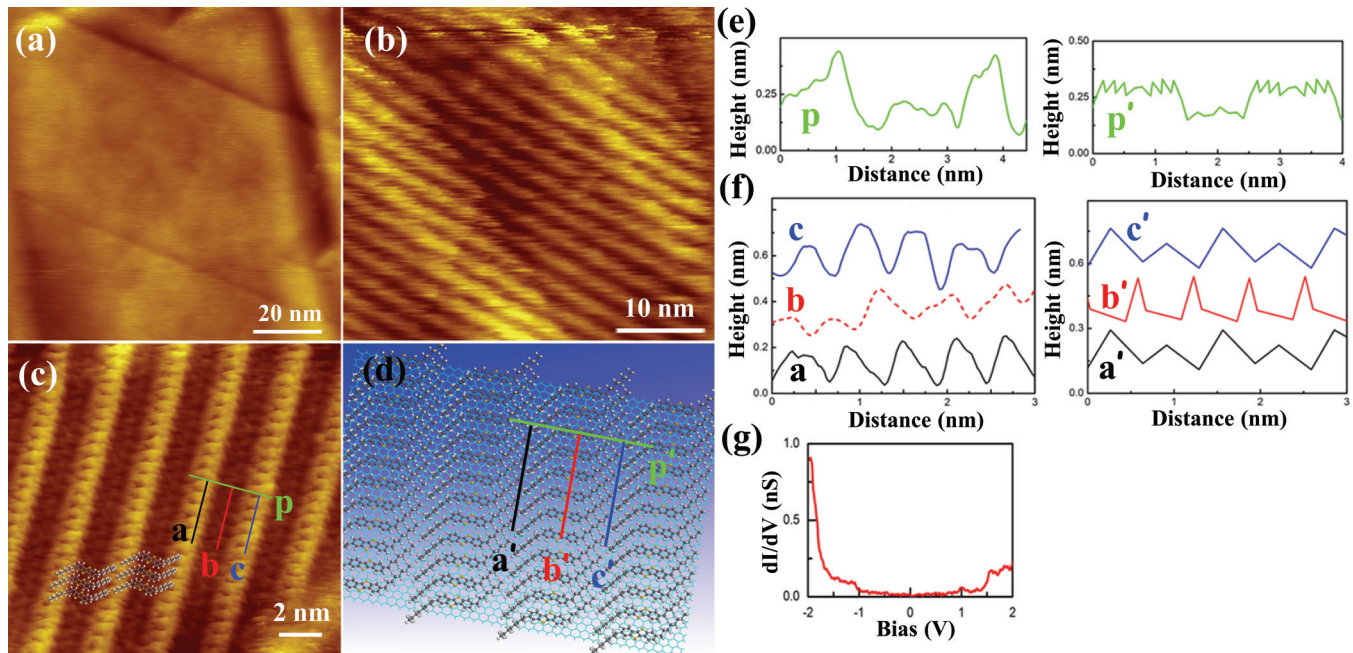 (a)
20 nm
(b)
10 nm
(c)
p
a
b
c
2 nm
(d)
p'
a'
b'
c'
(e)
Height (nm)
0.25
0.00
0 1 2 3 4
Distance (nm)
p
Height (nm)
0.50
0.25
0.00
0 1 2 3 4
Distance (nm)
p'
(f)
Height (nm)
0.6
0.4
0.2
0.0
0 1 2 3
Distance (nm)
c
b
a
Height (nm)
0.6
0.3
0.0
0 1 2 3
Distance (nm)
c'
b'
a'
(g)
dI/dV (nS)
1.0
0.5
0.0
-2 -1 0 1 2
Bias (V)